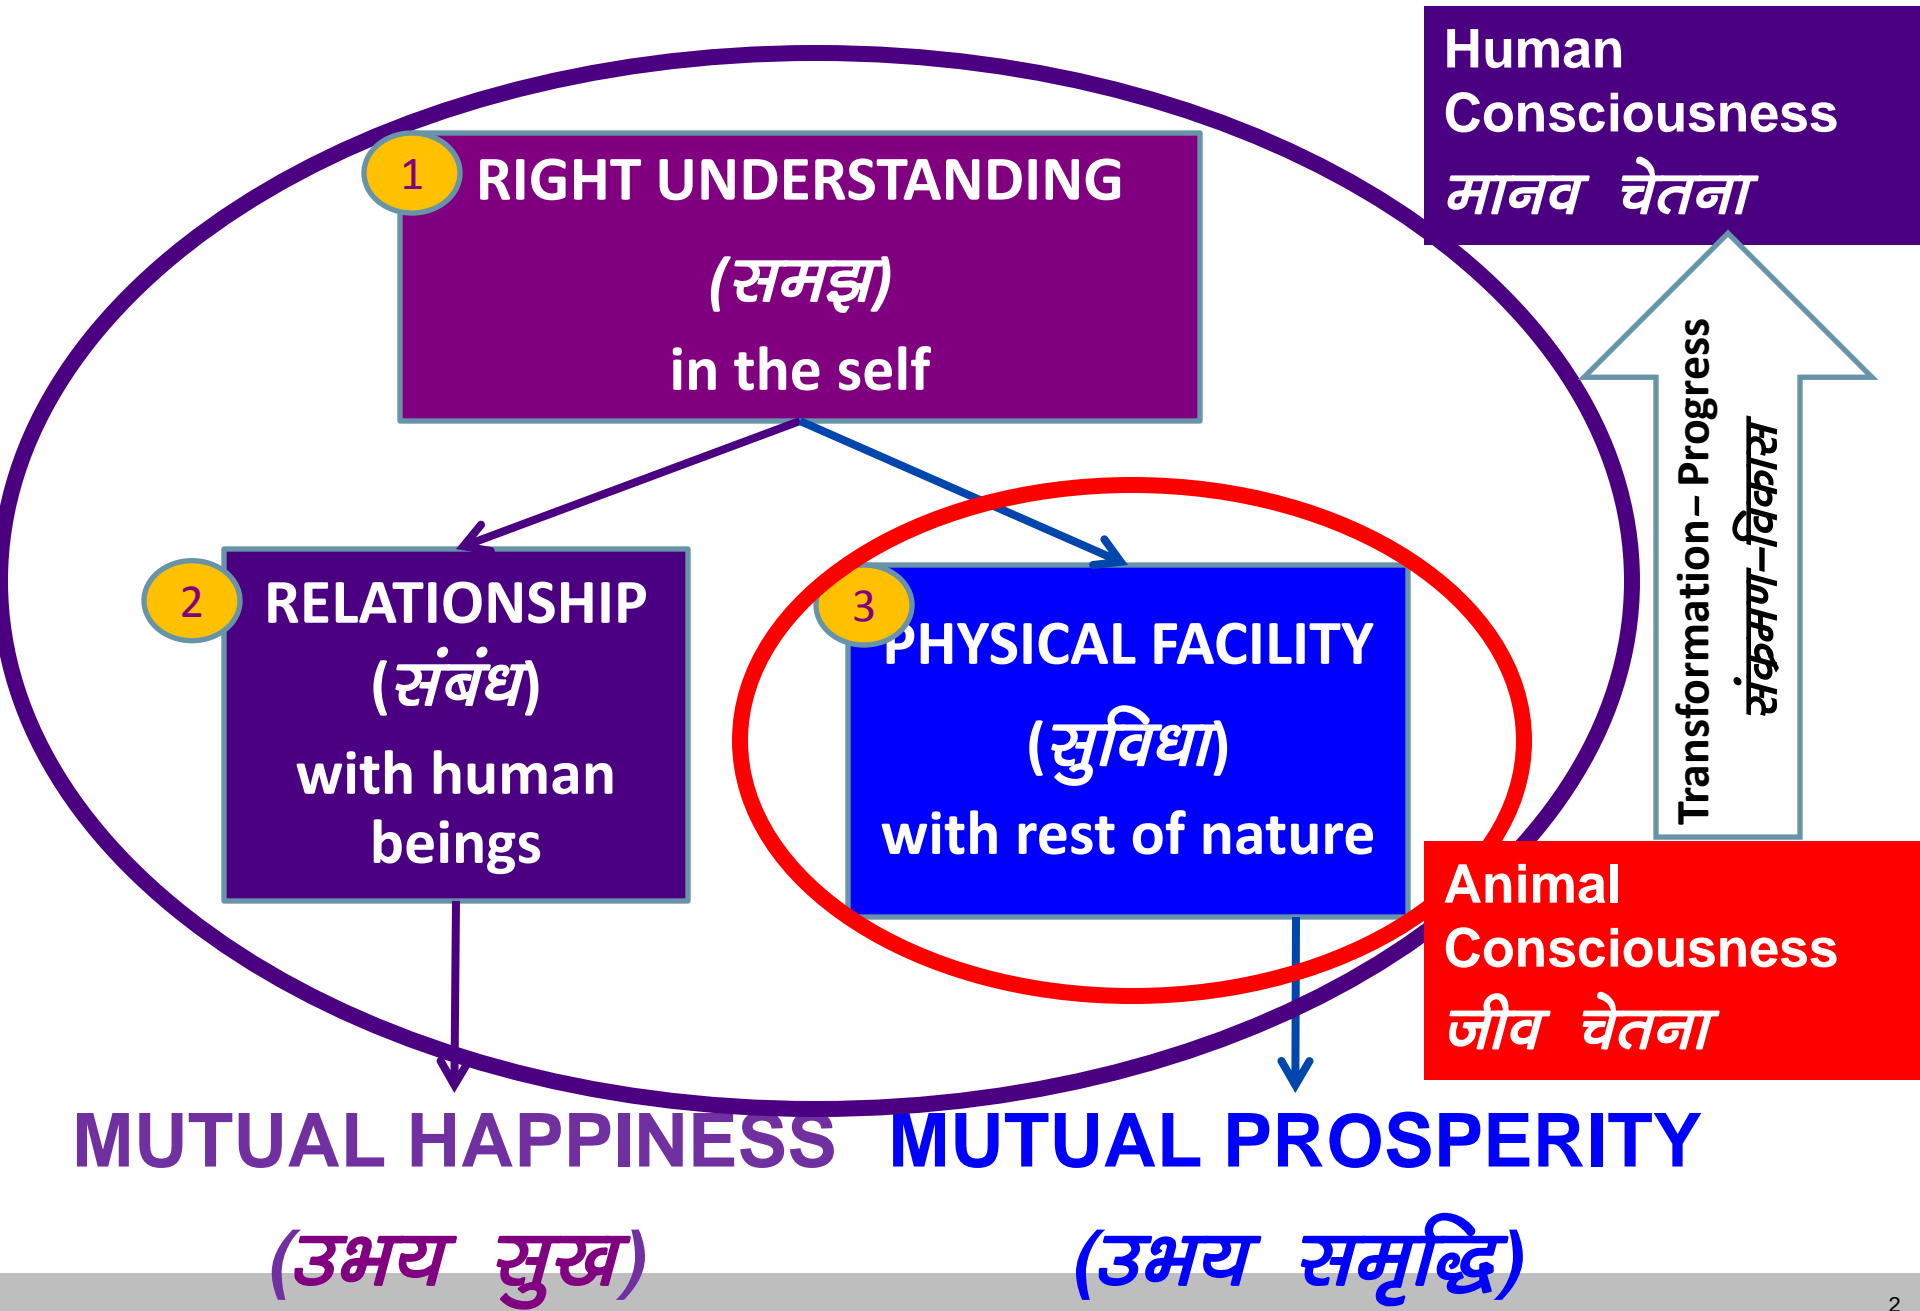 Human
Consciousness
मानव चेतना
1
RIGHT UNDERSTANDING
(समझ)
in the self
Transformation– Progress
संक्रमण–विकास
2
RELATIONSHIP
(संबंध)
with human
beings
3
PHYSICAL FACILITY
(सुविधा)
with rest of nature
Animal
Consciousness
जीव चेतना
MUTUAL HAPPINESS
(उभय सुख)
MUTUAL PROSPERITY
(उभय समृद्धि)
2